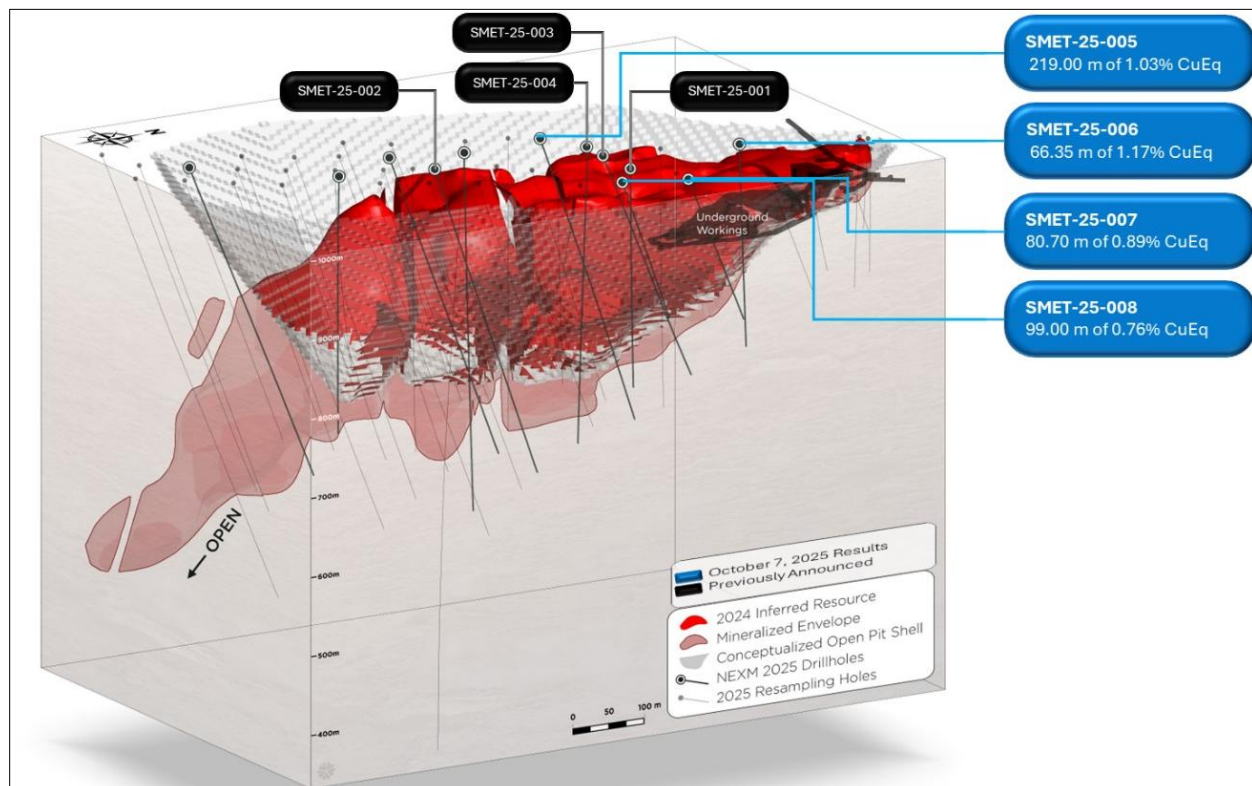 SMET-25-003
SMET-25-002
SMET-25-004
SMET-25-001
SMET-25-005
219.00 m of 1.03% CuEq
SMET-25-006
66.35 m of 1.17% CuEq
SMET-25-007
80.70 m of 0.89% CuEq
SMET-25-008
99.00 m of 0.76% CuEq
N
Underground
Workings
1000m
900m
800m
700m
600m
500m
400m
OPEN
October 7, 2025 Results
Previously Announced
2024 Inferred Resource
Mineralized Envelope
Conceptualized Open Pit Shell
NEXM 2025 Drillholes
2025 Resampling Holes
0 50 100 m